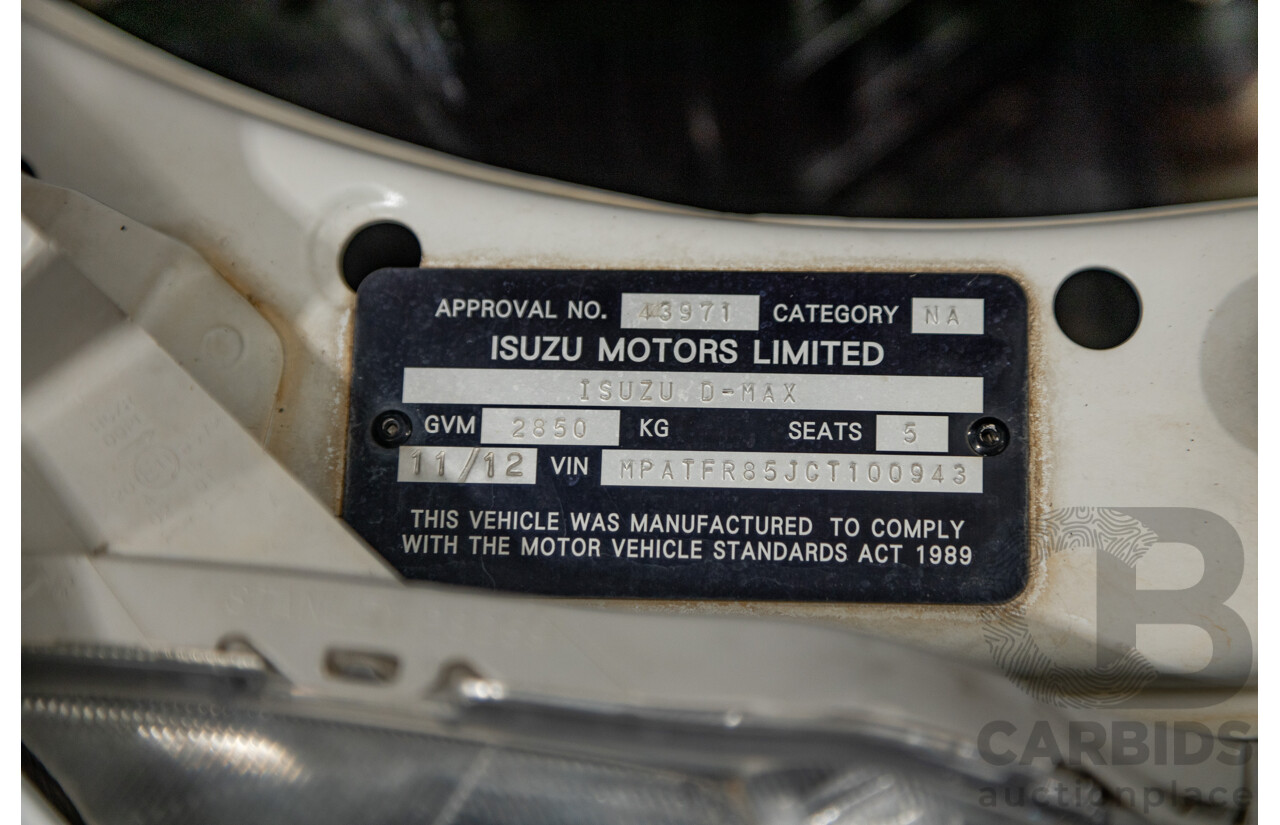 APPROVAL NO. 43971 CATEGORY NA
ISUZU MOTORS LIMITED
ISUZU D-MAX
GVM 2850 KG SEATS 5
11/12 VIN MPATFR85JGT100943
THIS VEHICLE WAS MANUFACTURED TO COMPLY
WITH THE MOTOR VEHICLE STANDARDS ACT 1989
B
CARBIDS
auctionplace